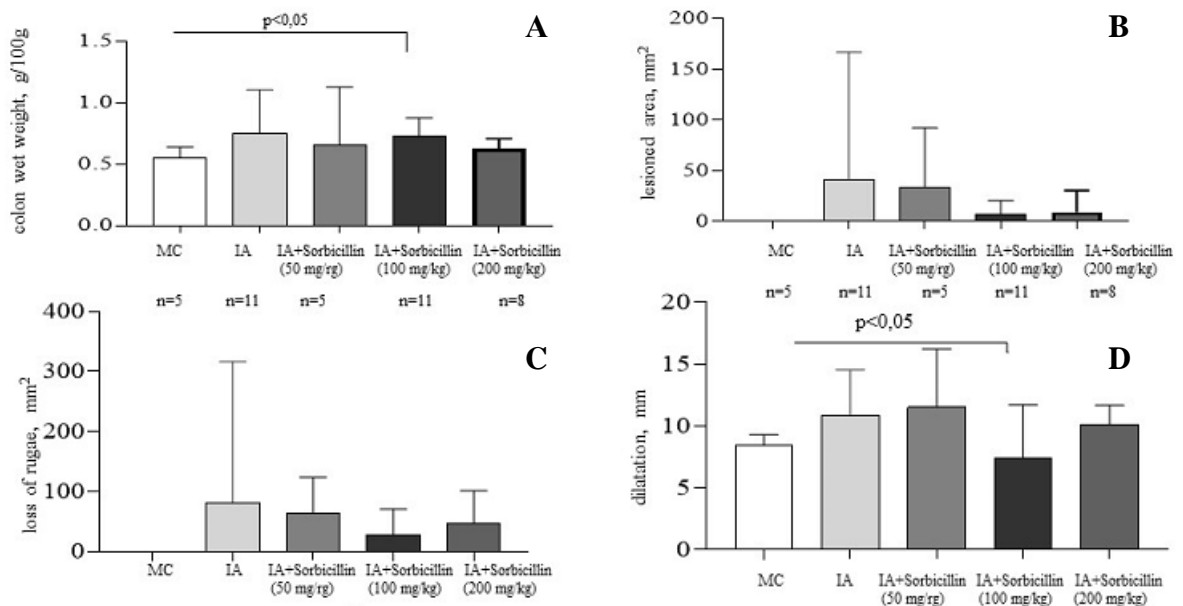 A
p<0,05
colon wet weight, g/100g
1.5
1.0
0.5
0.0
MC IA IA+Sorbicillin IA+Sorbicillin IA+Sorbicillin
(50 mg/rg) (100 mg/kg) (200 mg/kg)
n=5 n=11 n=5 n=11 n=8
B
lesioned area, mm²
200
150
100
50
0
MC IA IA+Sorbicillin IA+Sorbicillin IA+Sorbicillin
(50 mg/rg) (100 mg/kg) (200 mg/kg)
n=5 n=11 n=5 n=11 n=8
C
loss of rugae, mm²
400
300
200
100
0
MC IA IA+Sorbicillin IA+Sorbicillin IA+Sorbicillin
(50 mg/rg) (100 mg/kg) (200 mg/kg)
D
p<0,05
dilatation, mm
20
15
10
5
0
MC IA IA+Sorbicillin IA+Sorbicillin IA+Sorbicillin
(50 mg/rg) (100 mg/kg) (200 mg/kg)